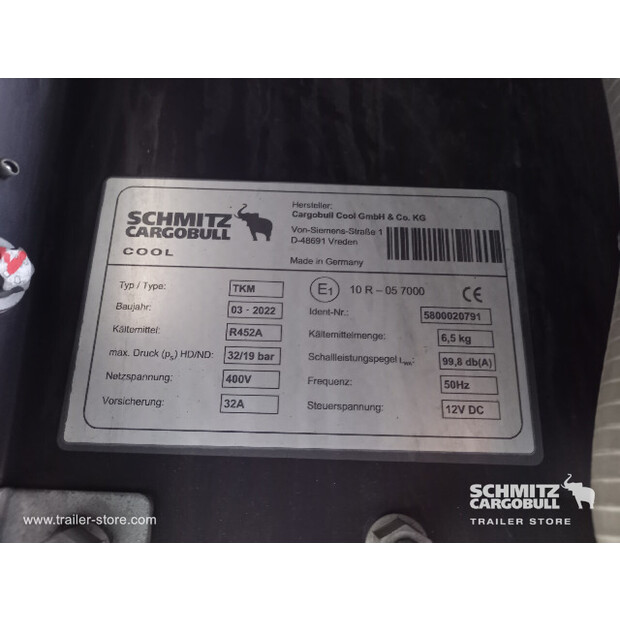 SCHMITZ
CARGOBULL
COOL
Hersteller:
Cargobull Cool GmbH & Co. KG
Von-Siemens-Straße 1
D-48691 Vreden
Made in Germany
Typ / Type: TKM
E1 10 R – 05 7000 CE
Baujahr: 03 - 2022
Ident-Nr.: 5800020791
Kältemittel: R452A
Kältemittelmenge: 6,5 kg
max. Druck (ps) HD/ND: 32/19 bar
Schallleistungspegel LWA: 99,8 db(A)
Netzspannung: 400V
Frequenz: 50Hz
Vorsicherung: 32A
Steuerspannung: 12V DC
www.trailer-store.com
SCHMITZ
CARGOBULL
TRAILER STORE